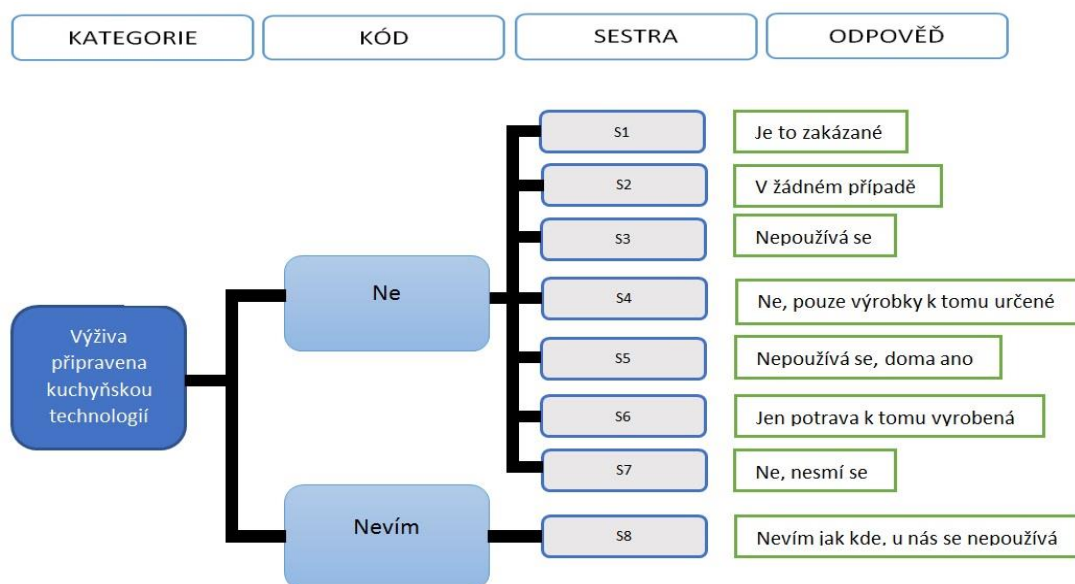 KATEGORIE
KÓD
SESTRA
ODPOVĚĎ
S1
Je to zakázané
S2
V žádném případě
S3
Nepoužívá se
Ne
S4
Ne, pouze výrobky k tomu určené
Výživa
připravena
kuchyňskou
technologií
S5
Nepoužívá se, doma ano
S6
Jen potrava k tomu vyrobená
S7
Ne, nesmí se
Nevím
S8
Nevím jak kde, u nás se nepoužívá